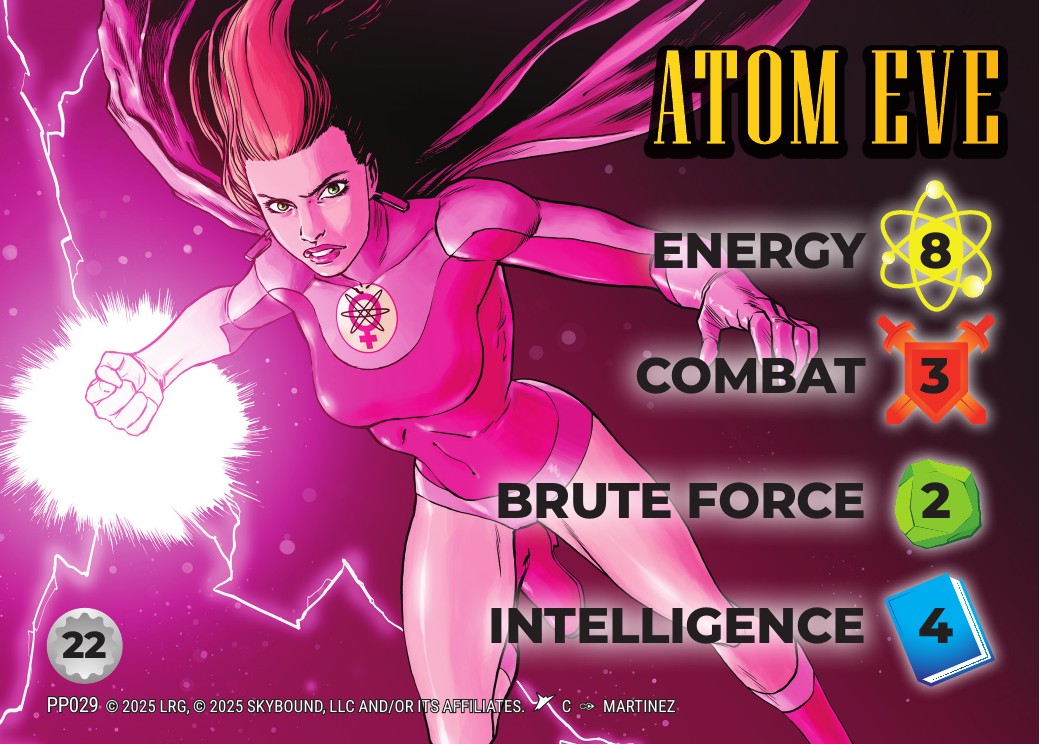 ATOM EVE
ENERGY 8
COMBAT 3
BRUTE FORCE 2
INTELLIGENCE 4
22
PP029 © 2025 LRG, © 2025 SKYBOUND, LLC AND/OR ITS AFFILIATES. C MARTINEZ